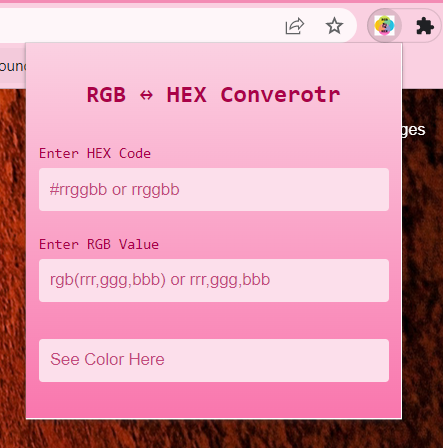 oun
ges
RGB ↔ HEX Converotr
Enter HEX Code
#rrggbb or rrggbb
Enter RGB Value
rgb(rrr,ggg,bbb) or rrr,ggg,bbb
See Color Here